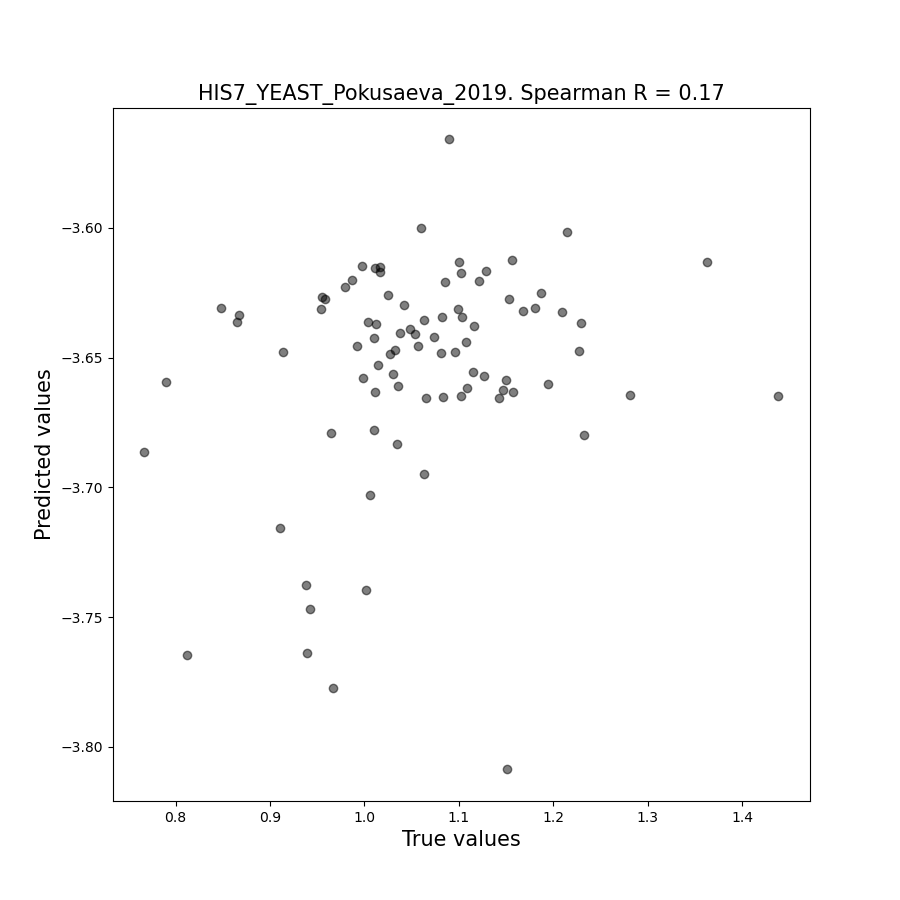 HIS7_YEAST_Pokusaeva_2019. Spearman R = 0.17
−3.60
−3.65
−3.70
−3.75
−3.80
Predicted values
0.8 0.9 1.0 1.1 1.2 1.3 1.4
True values